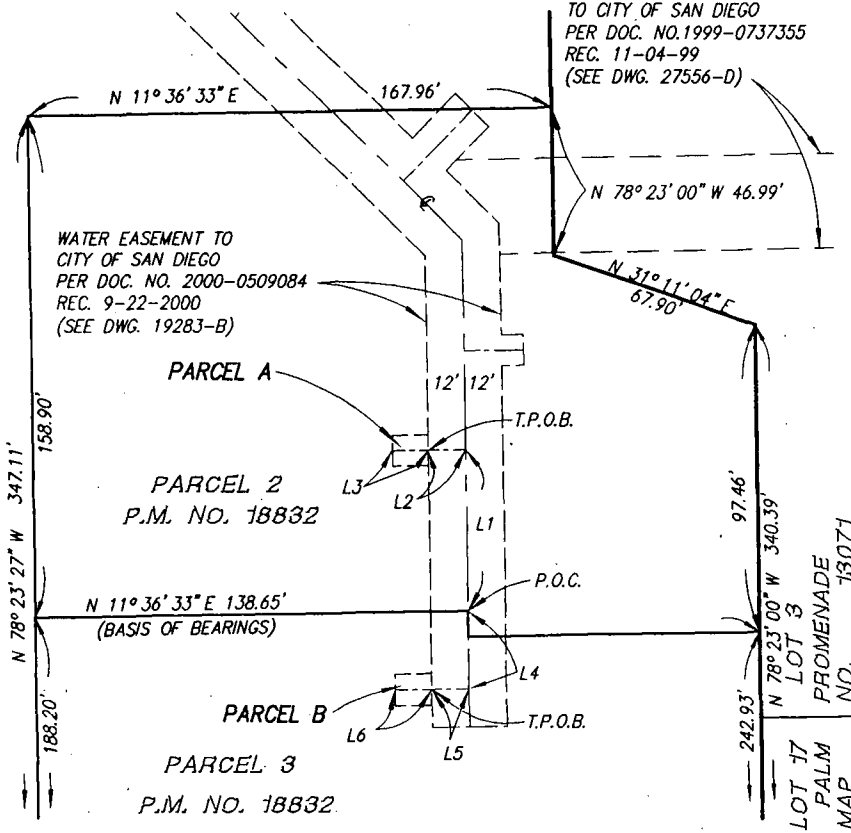 TO CITY OF SAN DIEGO
PER DOC. NO.1999-0737355
REC. 11-04-99
(SEE DWG. 27556-D)
N 11° 36' 33" E
167.96'
N 78° 23' 00" W 46.99'
WATER EASEMENT TO
CITY OF SAN DIEGO
PER DOC. NO. 2000-0509084
REC. 9-22-2000
(SEE DWG. 19283-B)
N 31° 11' 04" E
67.90'
PARCEL A
12'
12'
T.P.O.B.
158.90'
N 78° 23' 27" W 347.11'
PARCEL 2
P.M. NO. 18832
L3
L2
L1
97.46'
N 78° 23' 00" W 340.39'
P.O.C.
N 11° 36' 33" E 138.65'
(BASIS OF BEARINGS)
L4
PARCEL B
L6
L5
T.P.O.B.
188.20'
242.93'
PARCEL 3
P.M. NO. 18832
LOT 3
PROMENADE
NO. 13071
LOT 17
PALM
MAP